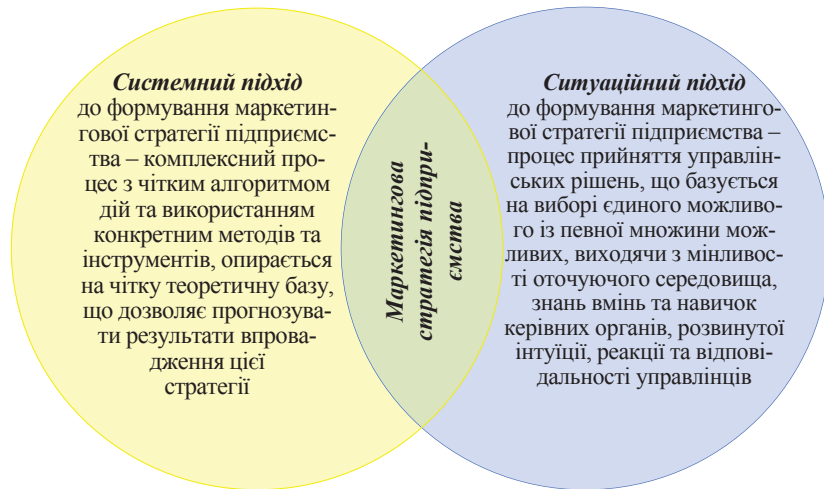 Системний підхід
до формування маркетин-
гової стратегії підприємс-
тва – комплексний про-
цес з чітким алгоритмом
дій та використанням
конкретним методів та
інструментів, опирається
на чітку теоретичну базу,
що дозволяє прогнозува-
ти результати впрова-
дження цієї
стратегії
Маркетингова
стратегія підпри-
ємства
Ситуаційний підхід
до формування маркетинго-
вої стратегії підприємства –
процес прийняття управлін-
ських рішень, що базується
на виборі єдиного можливо-
го із певної множини мож-
ливих, виходячи з мінливос-
ті оточуючого середовища,
знань вмінь та навичок
керівних органів, розвинутої
інтуїції, реакції та відпові-
дальності управлінців